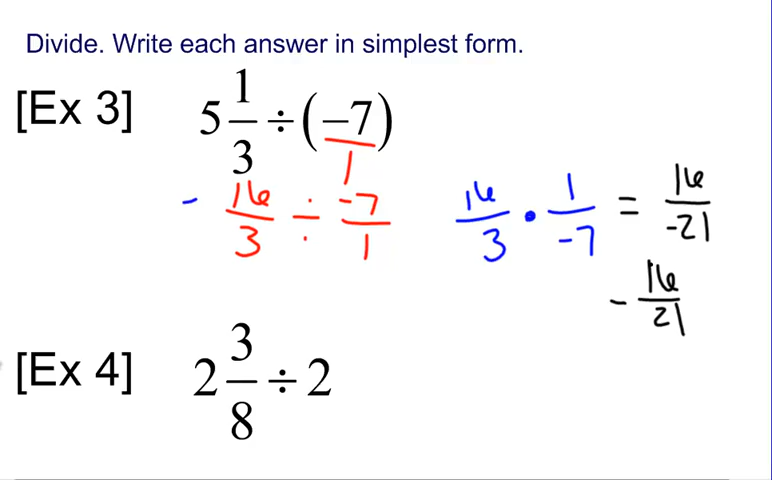 Divide. Write each answer in simplest form.
[Ex 3] 5 1/3 ÷ (−7)/1
- 16/3 ÷ -7/1 16/3 • 1/-7 = 16/-21
- 16/21
[Ex 4] 2 3/8 ÷ 2